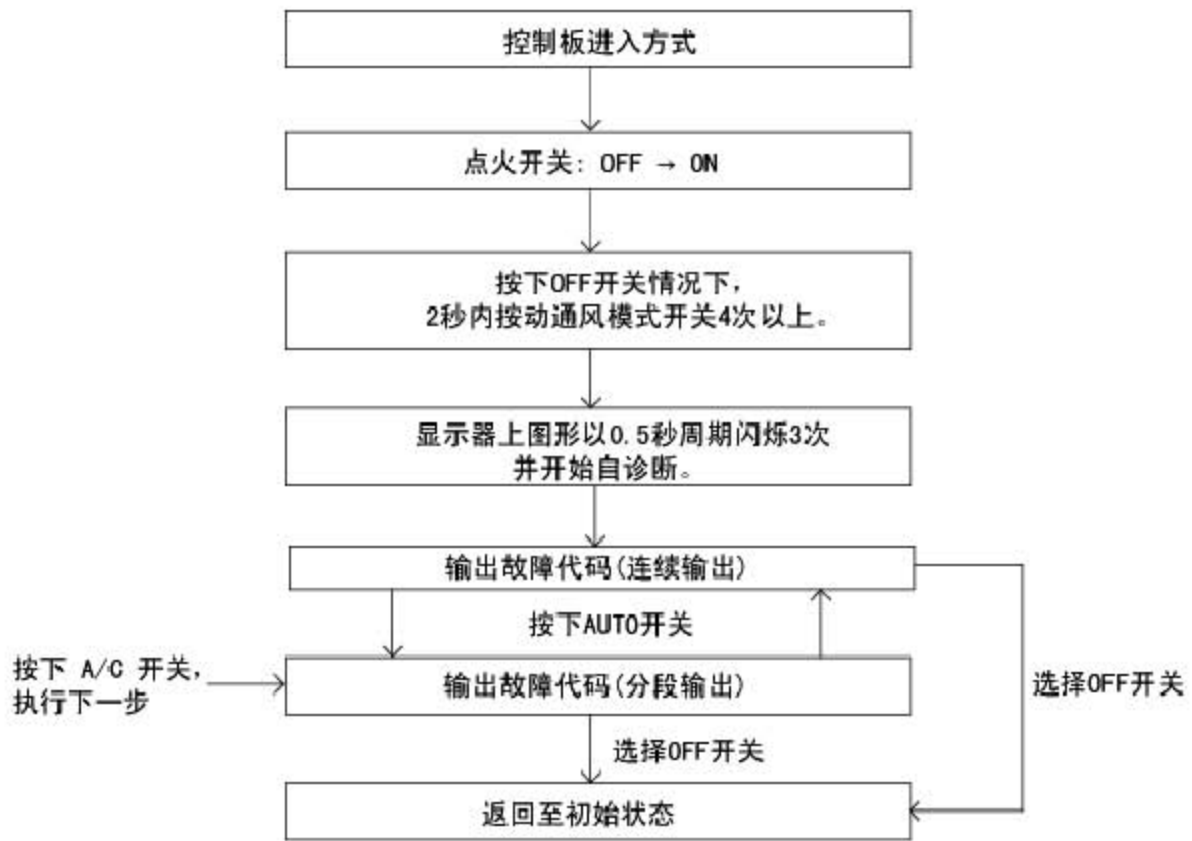 控制板进入方式
点火开关: OFF → ON
按下OFF开关情况下,
2秒内按动通风模式开关4次以上。
显示器上图形以0.5秒周期闪烁3次
并开始自诊断。
输出故障代码(连续输出)
按下AUTO开关
按下 A/C 开关,
执行下一步
输出故障代码(分段输出)
选择OFF开关
选择OFF开关
返回至初始状态